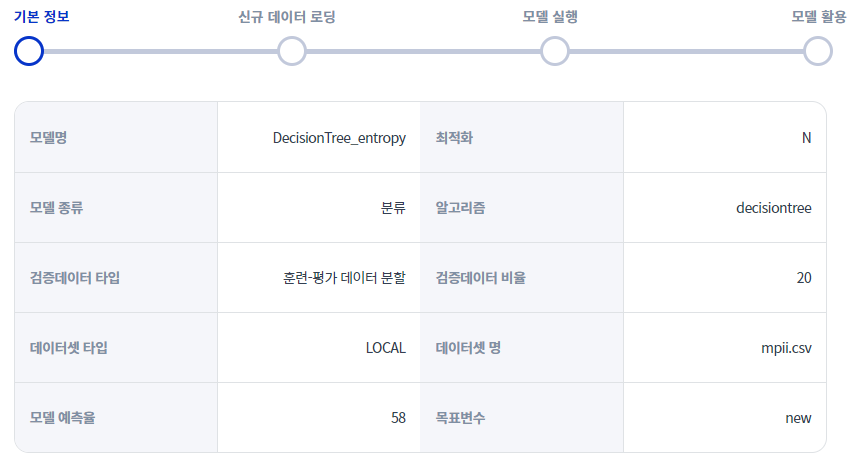 기본 정보 신규 데이터 로딩 모델 실행 모델 활용
모델명 DecisionTree_entropy 최적화 N
모델 종류 분류 알고리즘 decisiontree
검증데이터 타입 훈련-평가 데이터 분할 검증데이터 비율 20
데이터셋 타입 LOCAL 데이터셋 명 mpii.csv
모델 예측율 58 목표변수 new